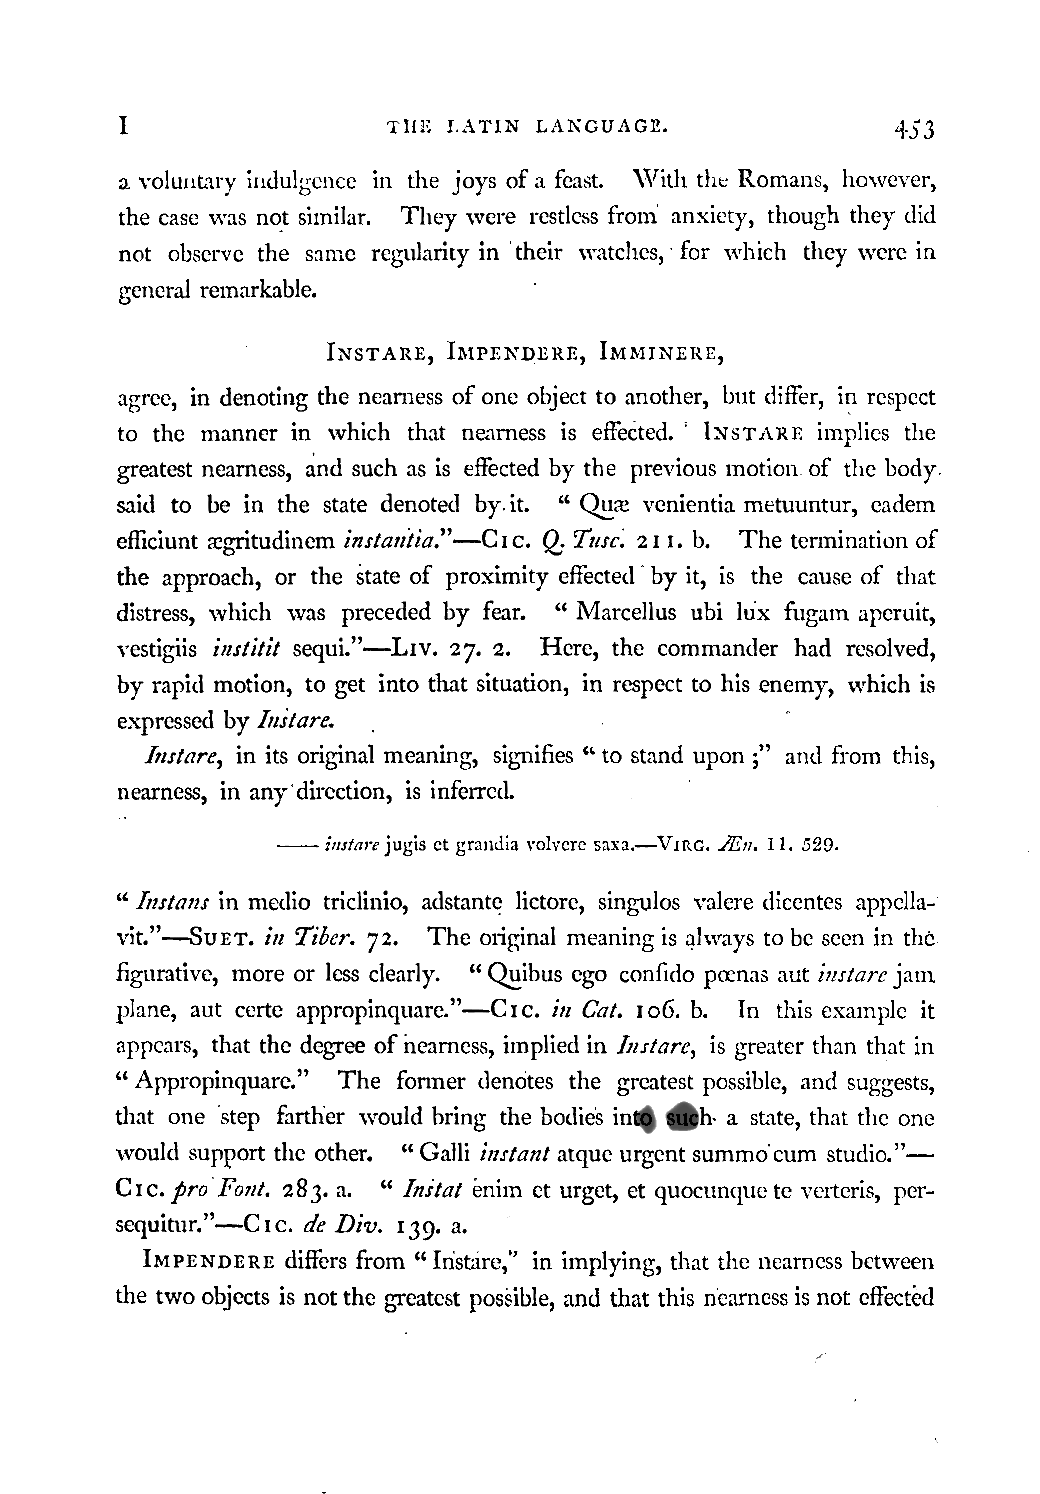 I THE LATIN LANGUAGE. 453
a voluntary indulgence in the joys of a feast. With the Romans, however,
the case was not similar. They were restless from anxiety, though they did
not observe the same regularity in their watches, for which they were in
general remarkable.
INSTARE, IMPENDERE, IMMINERE,
agree, in denoting the nearness of one object to another, but differ, in respect
to the manner in which that nearness is effected. INSTARE implies the
greatest nearness, and such as is effected by the previous motion of the body
said to be in the state denoted by it. “ Quæ venientia metuuntur, eadem
efficiunt ægritudinem instantia.”—CIC. Q. Tusc. 211. b. The termination of
the approach, or the state of proximity effected by it, is the cause of that
distress, which was preceded by fear. “ Marcellus ubi lux fugam aperuit,
vestigiis institit sequi.”—LIV. 27. 2. Here, the commander had resolved,
by rapid motion, to get into that situation, in respect to his enemy, which is
expressed by Instare.
Instare, in its original meaning, signifies “ to stand upon ;” and from this,
nearness, in any direction, is inferred.
—— instare jugis et grandia volvere saxa.—VIRG. Æn. 11. 529.
“ Instans in medio triclinio, adstante lictore, singulos valere dicentes appella-
vit.”—SUET. in Tiber. 72. The original meaning is always to be seen in the
figurative, more or less clearly. “ Quibus ego confido pœnas aut instare jam
plane, aut certe appropinquare.”—CIC. in Cat. 106. b. In this example it
appears, that the degree of nearness, implied in Instare, is greater than that in
“ Appropinquare.” The former denotes the greatest possible, and suggests,
that one step farther would bring the bodies into such a state, that the one
would support the other. “ Galli instant atque urgent summo cum studio.”—
CIC. pro Font. 283. a. “ Instat enim et urget, et quocunque te verteris, per-
sequitur.”—CIC. de Div. 139. a.
IMPENDERE differs from “ Instare,” in implying, that the nearness between
the two objects is not the greatest possible, and that this nearness is not effected